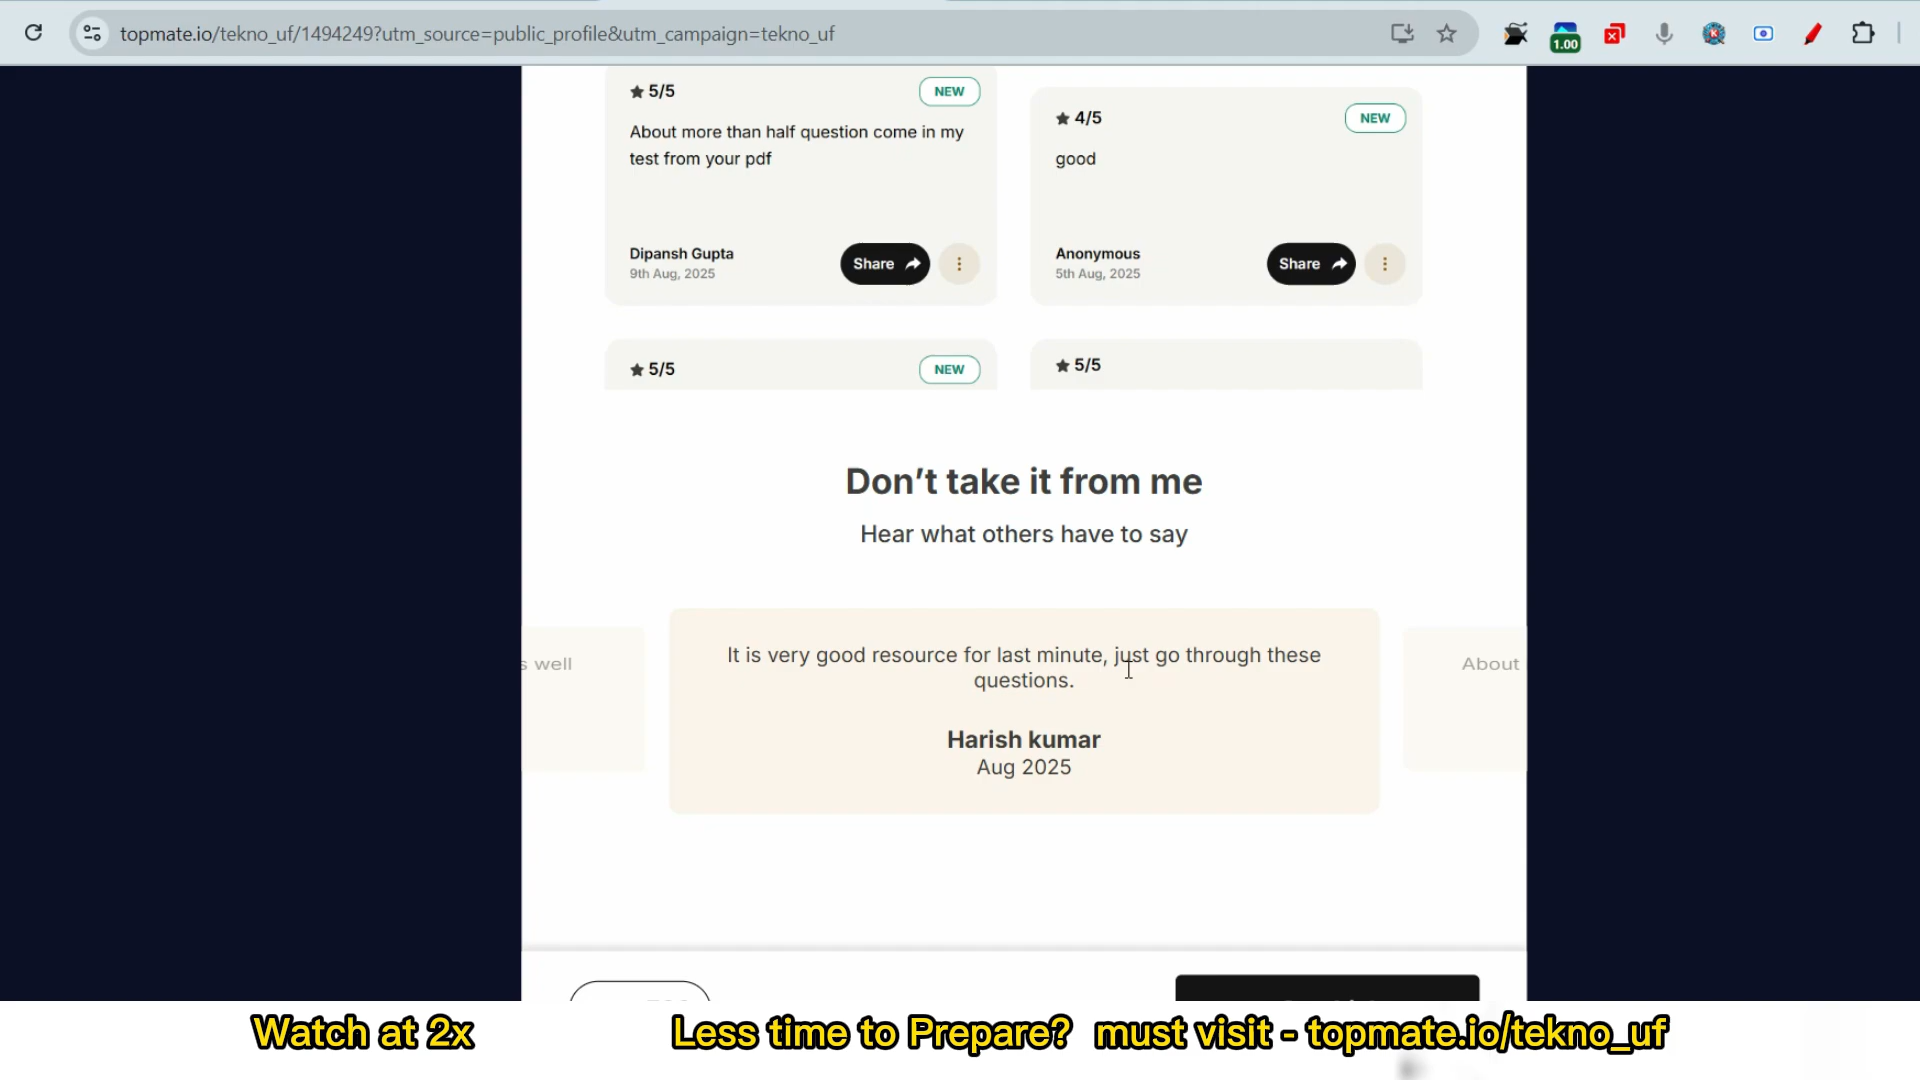 topmate.io/tekno_uf/1494249?utm_source=public_profile&utm_campaign=tekno_uf
1.00
5/5
NEW
About more than half question come in my
test from your pdf
Dipansh Gupta
9th Aug, 2025
Share
4/5
NEW
good
Anonymous
5th Aug, 2025
Share
5/5
NEW
5/5
Don’t take it from me
Hear what others have to say
s well
It is very good resource for last minute, just go through these
questions.
Harish kumar
Aug 2025
About
Watch at 2x
Less time to Prepare? must visit - topmate.io/tekno_uf